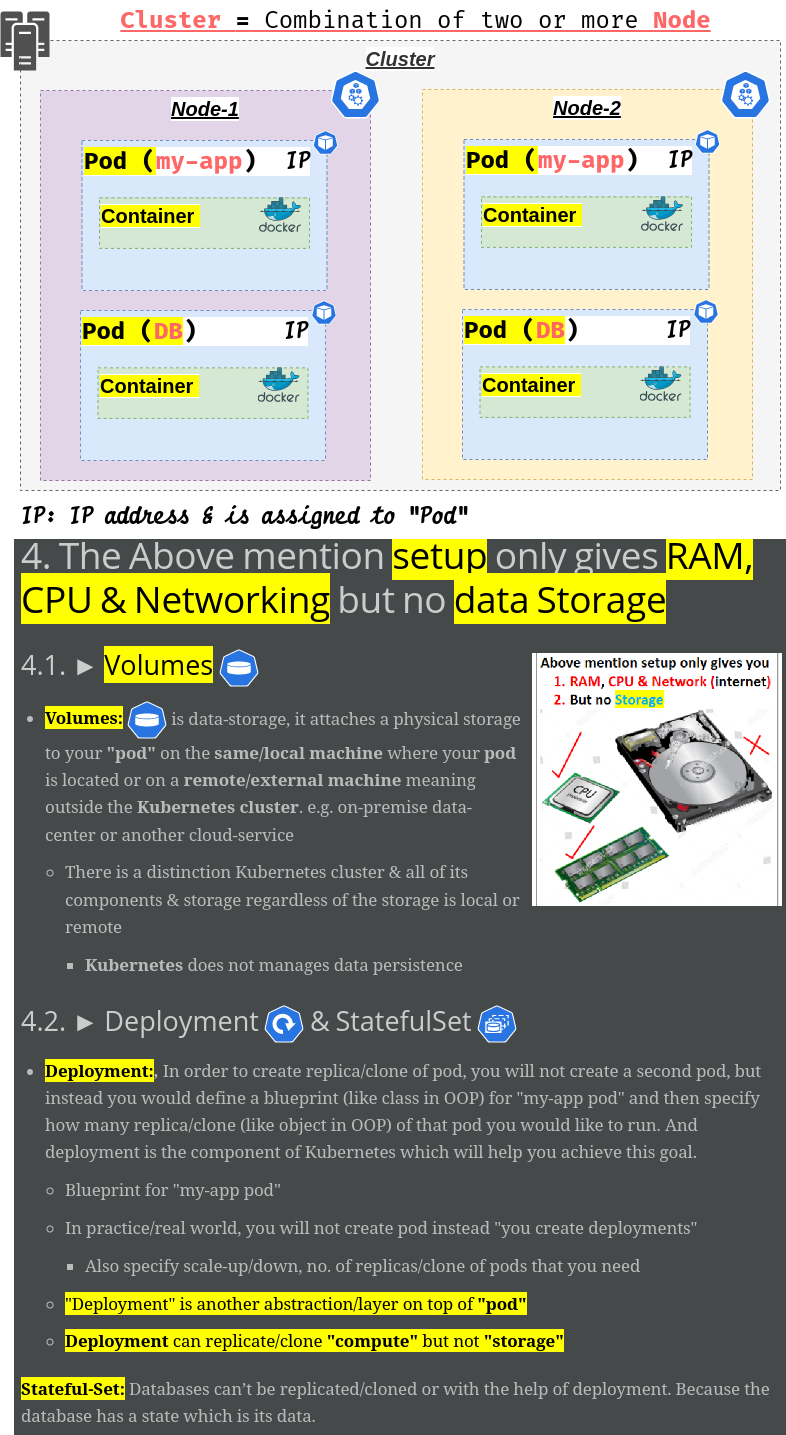 Cluster = Combination of two or more Node
Cluster
Node-1
Pod (my-app) IP
Container
docker
Pod (DB) IP
Container
docker
Node-2
Pod (my-app) IP
Container
docker
Pod (DB) IP
Container
docker
IP: IP address & is assigned to "Pod"
4. The Above mention setup only gives RAM,
CPU & Networking but no data Storage
4.1. ► Volumes
Above mention setup only gives you
1. RAM, CPU & Network (internet)
2. But no Storage
CPU
• Volumes: is data-storage, it attaches a physical storage
to your "pod" on the same/local machine where your pod
is located or on a remote/external machine meaning
outside the Kubernetes cluster. e.g. on-premise data-
center or another cloud-service
◦ There is a distinction Kubernetes cluster & all of its
components & storage regardless of the storage is local or
remote
▪ Kubernetes does not manages data persistence
4.2. ► Deployment & StatefulSet
• Deployment:, In order to create replica/clone of pod, you will not create a second pod, but
instead you would define a blueprint (like class in OOP) for "my-app pod" and then specify
how many replica/clone (like object in OOP) of that pod you would like to run. And
deployment is the component of Kubernetes which will help you achieve this goal.
◦ Blueprint for "my-app pod"
◦ In practice/real world, you will not create pod instead "you create deployments"
▪ Also specify scale-up/down, no. of replicas/clone of pods that you need
◦ "Deployment" is another abstraction/layer on top of "pod"
◦ Deployment can replicate/clone "compute" but not "storage"
Stateful-Set: Databases can’t be replicated/cloned or with the help of deployment. Because the
database has a state which is its data.